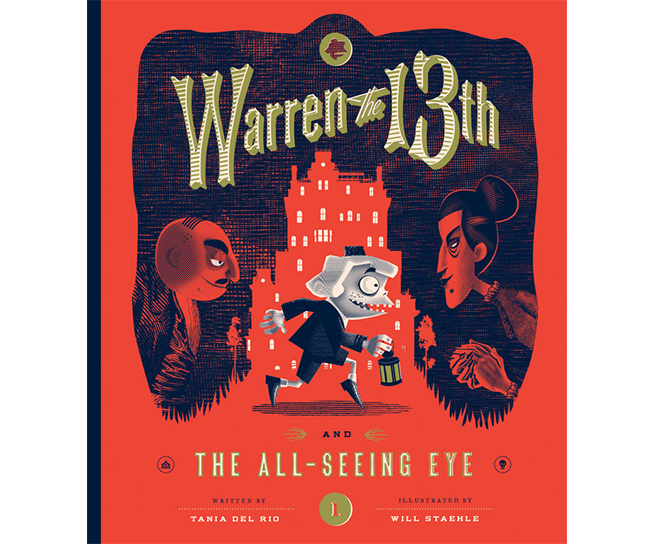 Warren the 13th
AND
THE ALL-SEEING EYE
WRITTEN BY
TANIA DEL RIO
1.
ILLUSTRATED BY
WILL STAEHLE